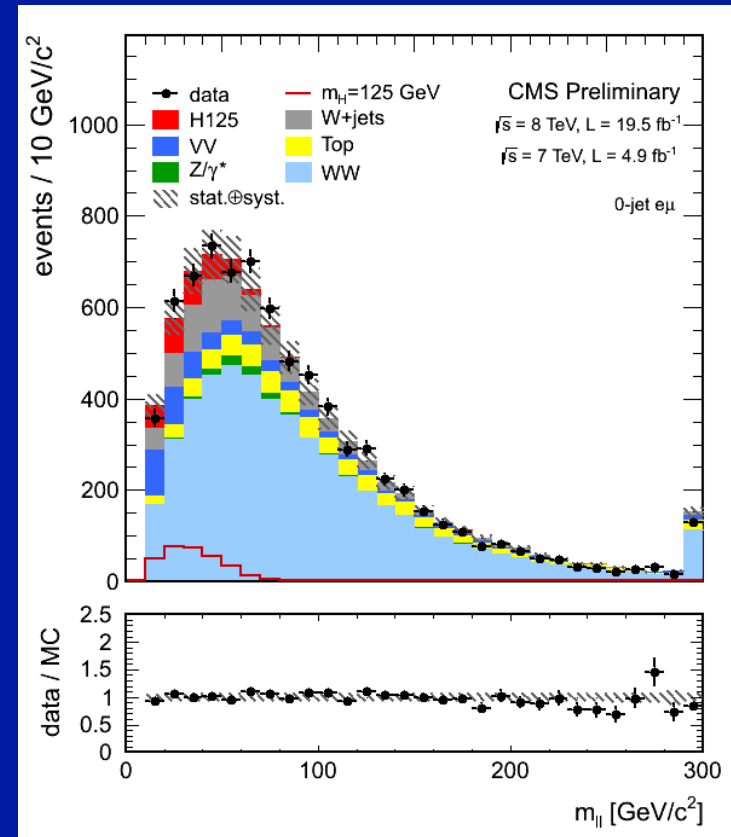 events / 10 GeV/c²
1000
800
600
400
200
0
data
H125
VV
Z/γ*
stat.⊕syst.
m_H=125 GeV
W+jets
Top
WW
CMS Preliminary
√s = 8 TeV, L = 19.5 fb⁻¹
√s = 7 TeV, L = 4.9 fb⁻¹
0-jet eμ
data / MC
2.5
2
1.5
1
0.5
0
0 100 200 300
m_ll [GeV/c²]